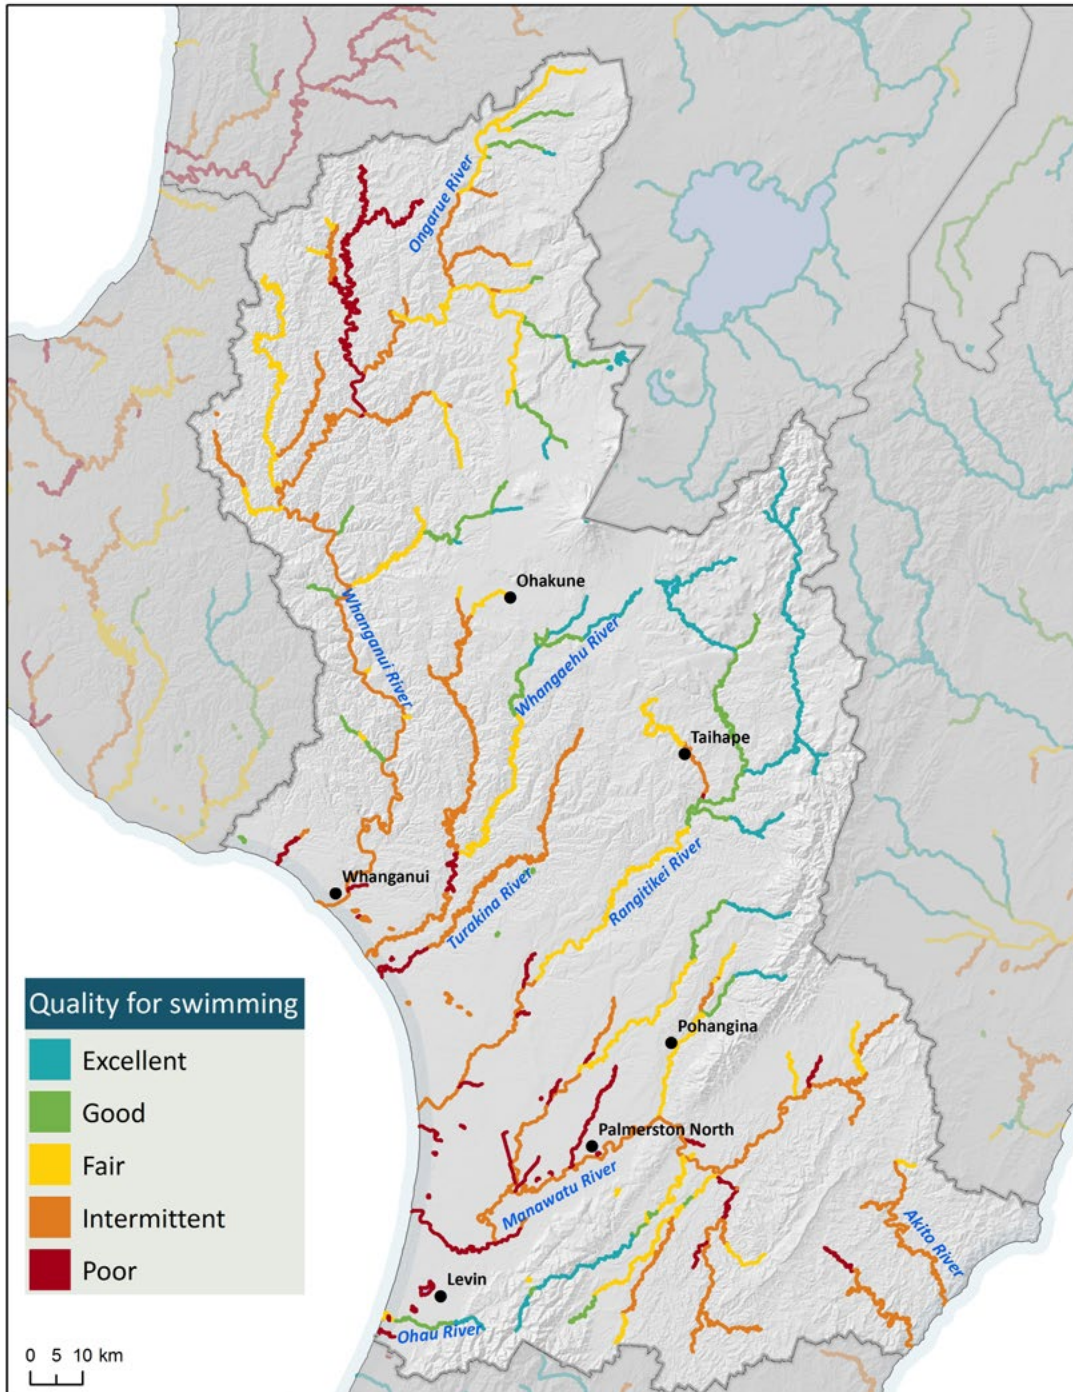 Ongarue River
Ohakune
Whanganui River
Whangaehu River
Taihape
Whanganui
Turakina River
Rangitikei River
Quality for swimming
Excellent
Good
Fair
Intermittent
Poor
Pohangina
Palmerston North
Manawatu River
Akito River
Levin
Ohau River
0 5 10 km